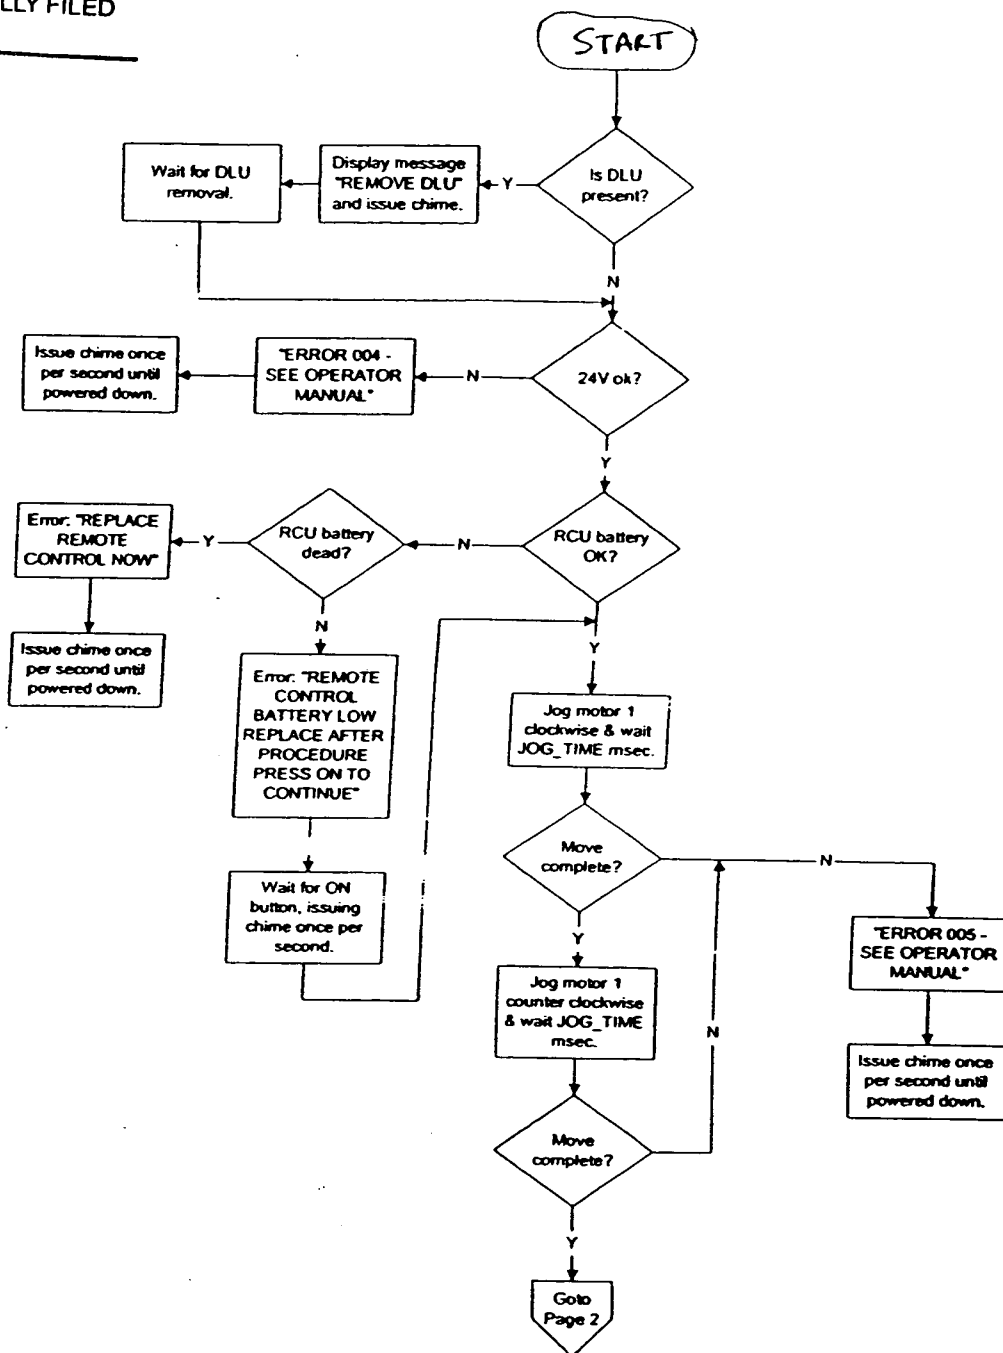 LLY FILED
START
Is DLU
present?
Y
Display message
"REMOVE DLU"
and issue chime.
Wait for DLU
removal.
N
24V ok?
N
"ERROR 004 -
SEE OPERATOR
MANUAL"
Issue chime once
per second until
powered down.
Y
RCU battery
OK?
N
RCU battery
dead?
Y
Error: "REPLACE
REMOTE
CONTROL NOW"
Issue chime once
per second until
powered down.
N
Error: "REMOTE
CONTROL
BATTERY LOW
REPLACE AFTER
PROCEDURE
PRESS ON TO
CONTINUE"
Wait for ON
button, issuing
chime once per
second.
Y
Jog motor 1
clockwise & wait
JOG_TIME msec.
Move
complete?
N
"ERROR 005 -
SEE OPERATOR
MANUAL"
Issue chime once
per second until
powered down.
Y
Jog motor 1
counter clockwise
& wait JOG_TIME
msec.
N
Move
complete?
Y
Goto
Page 2